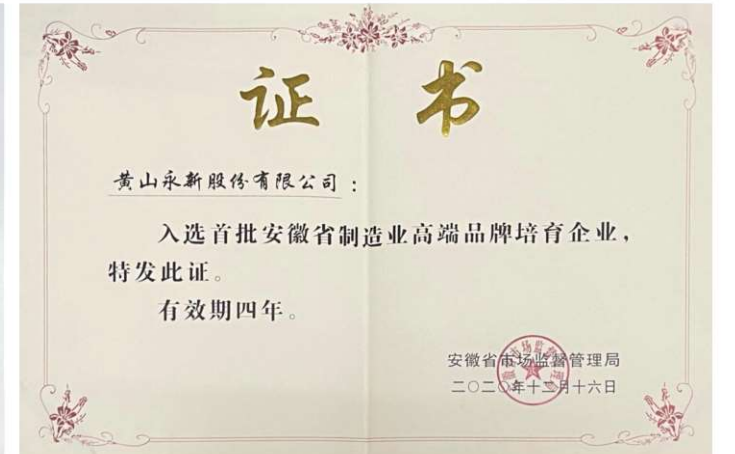 证书
黄山永新股份有限公司：
入选首批安徽省制造业高端品牌培育企业，
特发此证。
有效期四年。
安徽省市场监督管理局
二〇二〇年十二月十六日